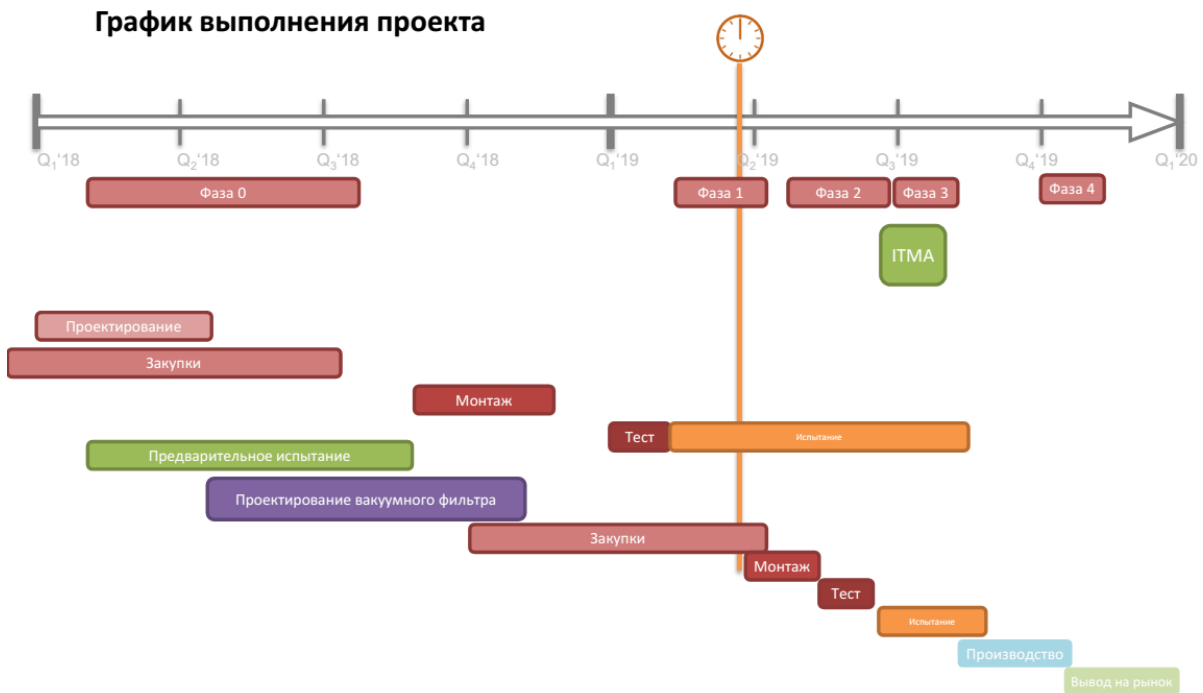 График выполнения проекта
Q₁'18 Q₂'18 Q₃'18 Q₄'18 Q₁'19 Q₂'19 Q₃'19 Q₄'19 Q₁'20
Фаза 0 Фаза 1 Фаза 2 Фаза 3 Фаза 4
ITMA
Проектирование
Закупки
Монтаж
Тест Испытание
Предварительное испытание
Проектирование вакуумного фильтра
Закупки
Монтаж
Тест
Испытание
Производство
Вывод на рынок